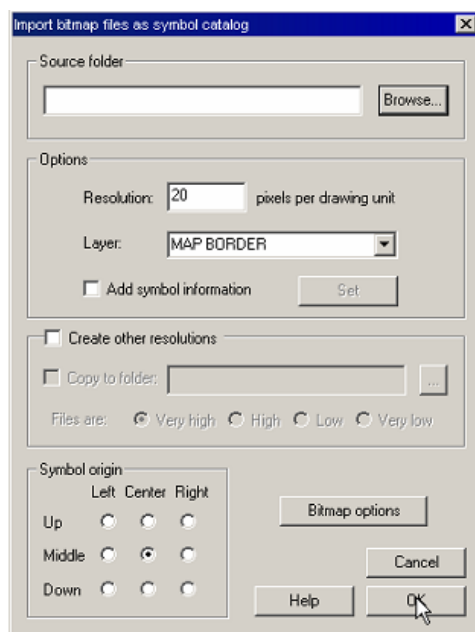 Import bitmap files as symbol catalog
Source folder
Browse...
Options
Resolution: 20 pixels per drawing unit
Layer: MAP BORDER
Add symbol information Set
Create other resolutions
Copy to folder: ...
Files are: Very high High Low Very low
Symbol origin
Left Center Right
Up
Bitmap options
Middle
Cancel
Down
Help OK